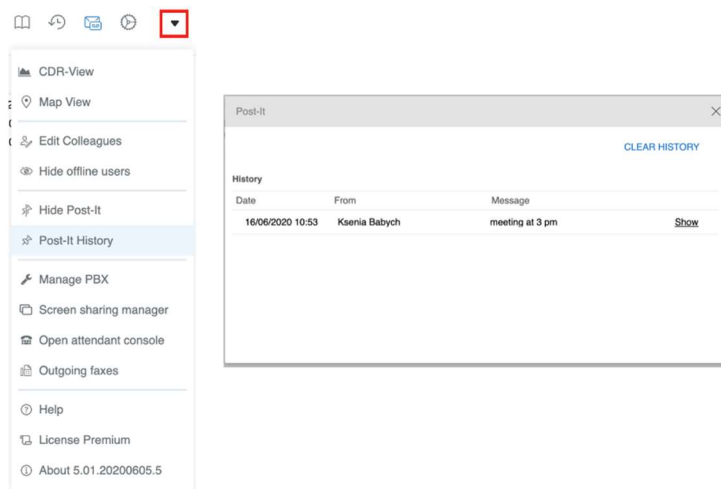 CDR-View
Map View
Edit Colleagues
Hide offline users
Hide Post-It
Post-It History
Manage PBX
Screen sharing manager
Open attendant console
Outgoing faxes
Help
License Premium
About 5.01.20200605.5
Post-It
CLEAR HISTORY
History
Date From Message
16/06/2020 10:53 Ksenia Babych meeting at 3 pm Show